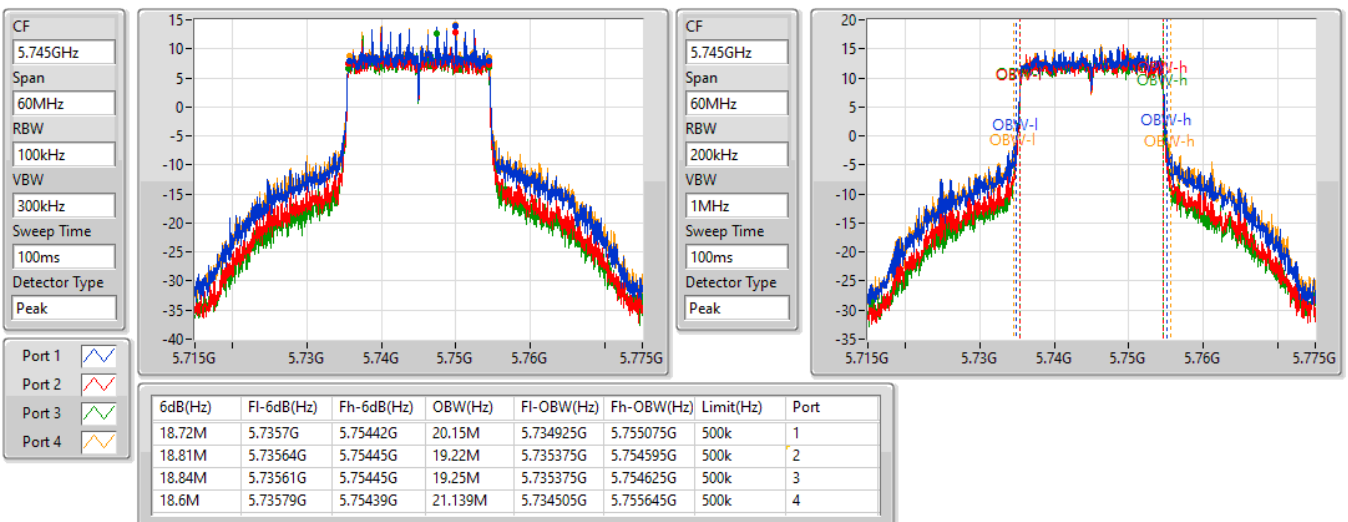 CF
5.745GHz
Span
60MHz
RBW
100kHz
VBW
300kHz
Sweep Time
100ms
Detector Type
Peak
Port 1
Port 2
Port 3
Port 4
15
10
5
0
-5
-10
-15
-20
-25
-30
-35
-40
5.715G 5.73G 5.74G 5.75G 5.76G 5.775G
CF
5.745GHz
Span
60MHz
RBW
200kHz
VBW
1MHz
Sweep Time
100ms
Detector Type
Peak
20
15
10
5
0
-5
-10
-15
-20
-25
-30
-35
OBW-h
OBW-h
OBW-l OBW-h
OBW-l OBW-h
5.715G 5.73G 5.74G 5.75G 5.76G 5.775G
6dB(Hz) Fl-6dB(Hz) Fh-6dB(Hz) OBW(Hz) Fl-OBW(Hz) Fh-OBW(Hz) Limit(Hz) Port
18.72M 5.7357G 5.75442G 20.15M 5.734925G 5.755075G 500k 1
18.81M 5.73564G 5.75445G 19.22M 5.735375G 5.754595G 500k 2
18.84M 5.73561G 5.75445G 19.25M 5.735375G 5.754625G 500k 3
18.6M 5.73579G 5.75439G 21.139M 5.734505G 5.755645G 500k 4